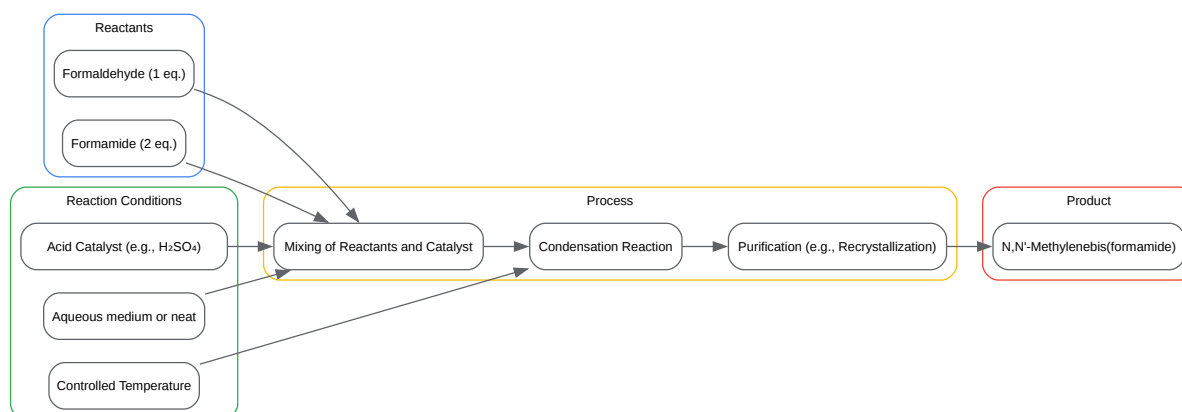 Reactants
Formaldehyde (1 eq.)
Formamide (2 eq.)
Reaction Conditions
Acid Catalyst (e.g., H₂SO₄)
Aqueous medium or neat
Controlled Temperature
Process
Mixing of Reactants and Catalyst
Condensation Reaction
Purification (e.g., Recrystallization)
Product
N,N'-Methylenebis(formamide)